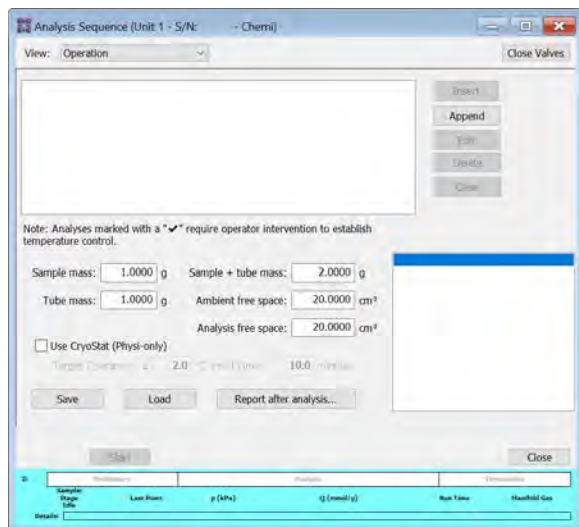 Analysis Sequence (Unit 1 - S/N: - Chemi)
View: Operation Close Valves
Insert
Append
Edit
Delete
Clear
Note: Analyses marked with a "✔" require operator intervention to establish
temperature control.
Sample mass: 1.0000 g Sample + tube mass: 2.0000 g
Tube mass: 1.0000 g Ambient free space: 20.0000 cm³
Analysis free space: 20.0000 cm³
Use CryoStat (Physi-only)
2.0 10.0
Save Load Report after analysis...
Start Close
Preliminary Analysis Termination
Sample:
Stage Last Point p (kPa) Q (mmol/g) Run Time Manifold Gas
Idle
Details: